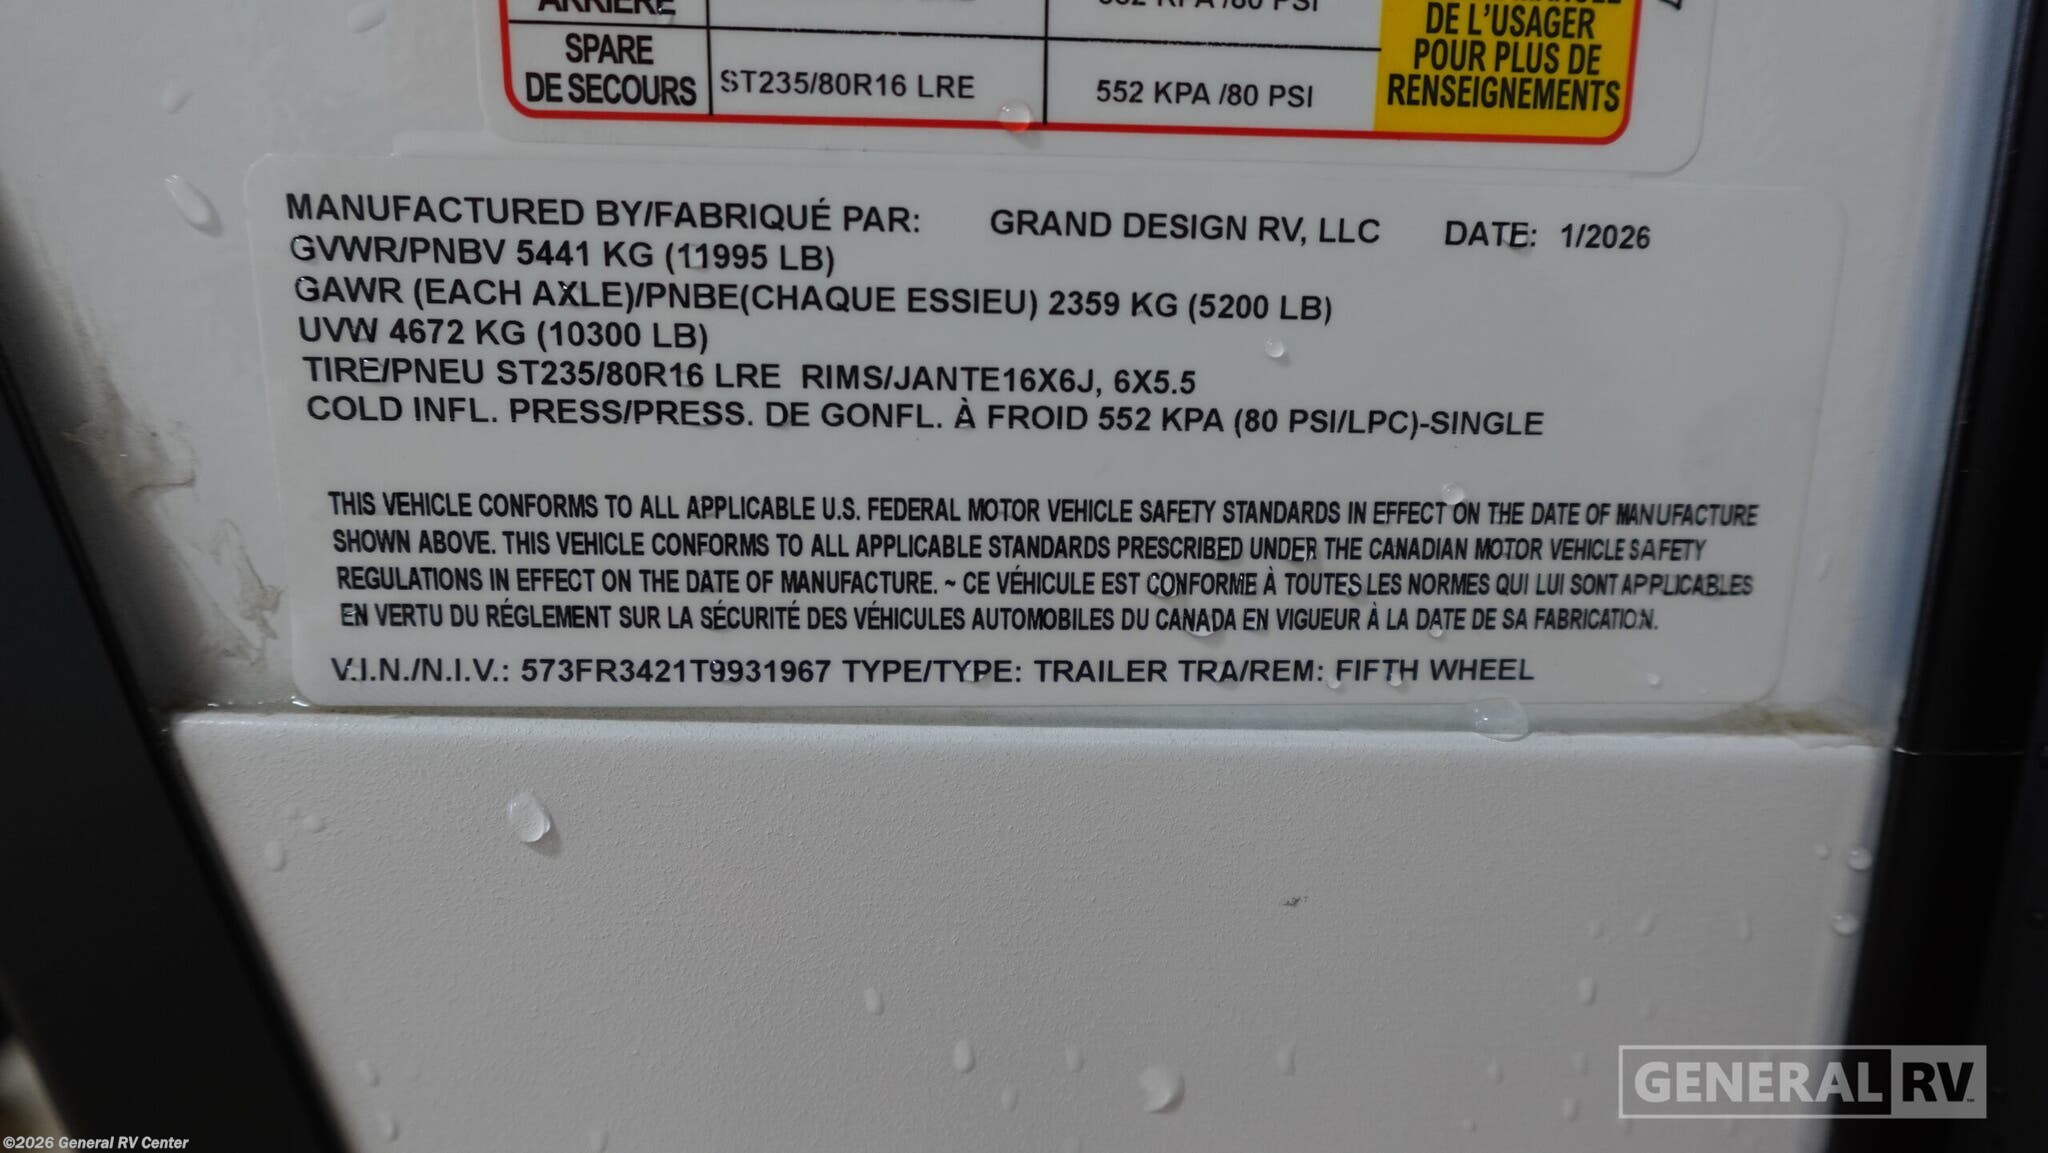 ARRIÈRE
552 KPA /80 PSI
DE L'USAGER
POUR PLUS DE
RENSEIGNEMENTS
SPARE
DE SECOURS
ST235/80R16 LRE
552 KPA /80 PSI
MANUFACTURED BY/FABRIQUÉ PAR: GRAND DESIGN RV, LLC DATE: 1/2026
GVWR/PNBV 5441 KG (11995 LB)
GAWR (EACH AXLE)/PNBE(CHAQUE ESSIEU) 2359 KG (5200 LB)
UVW 4672 KG (10300 LB)
TIRE/PNEU ST235/80R16 LRE RIMS/JANTE16X6J, 6X5.5
COLD INFL. PRESS/PRESS. DE GONFL. À FROID 552 KPA (80 PSI/LPC)-SINGLE
THIS VEHICLE CONFORMS TO ALL APPLICABLE U.S. FEDERAL MOTOR VEHICLE SAFETY STANDARDS IN EFFECT ON THE DATE OF MANUFACTURE
SHOWN ABOVE. THIS VEHICLE CONFORMS TO ALL APPLICABLE STANDARDS PRESCRIBED UNDER THE CANADIAN MOTOR VEHICLE SAFETY
REGULATIONS IN EFFECT ON THE DATE OF MANUFACTURE. ~ CE VÉHICULE EST CONFORME À TOUTES LES NORMES QUI LUI SONT APPLICABLES
EN VERTU DU RÉGLEMENT SUR LA SÉCURITÉ DES VÉHICULES AUTOMOBILES DU CANADA EN VIGUEUR À LA DATE DE SA FABRICATION.
V.I.N./N.I.V.: 573FR3421T9931967 TYPE/TYPE: TRAILER TRA/REM: FIFTH WHEEL
GENERAL RV
©2026 General RV Center